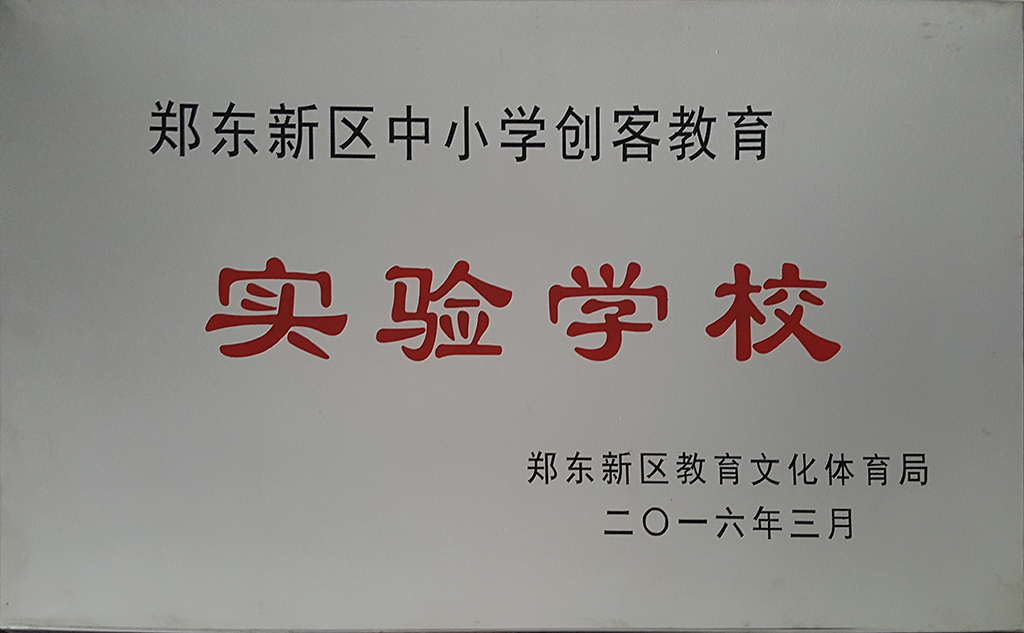 郑东新区中小学创客教育
实验学校
郑东新区教育文化体育局
二〇一六年三月